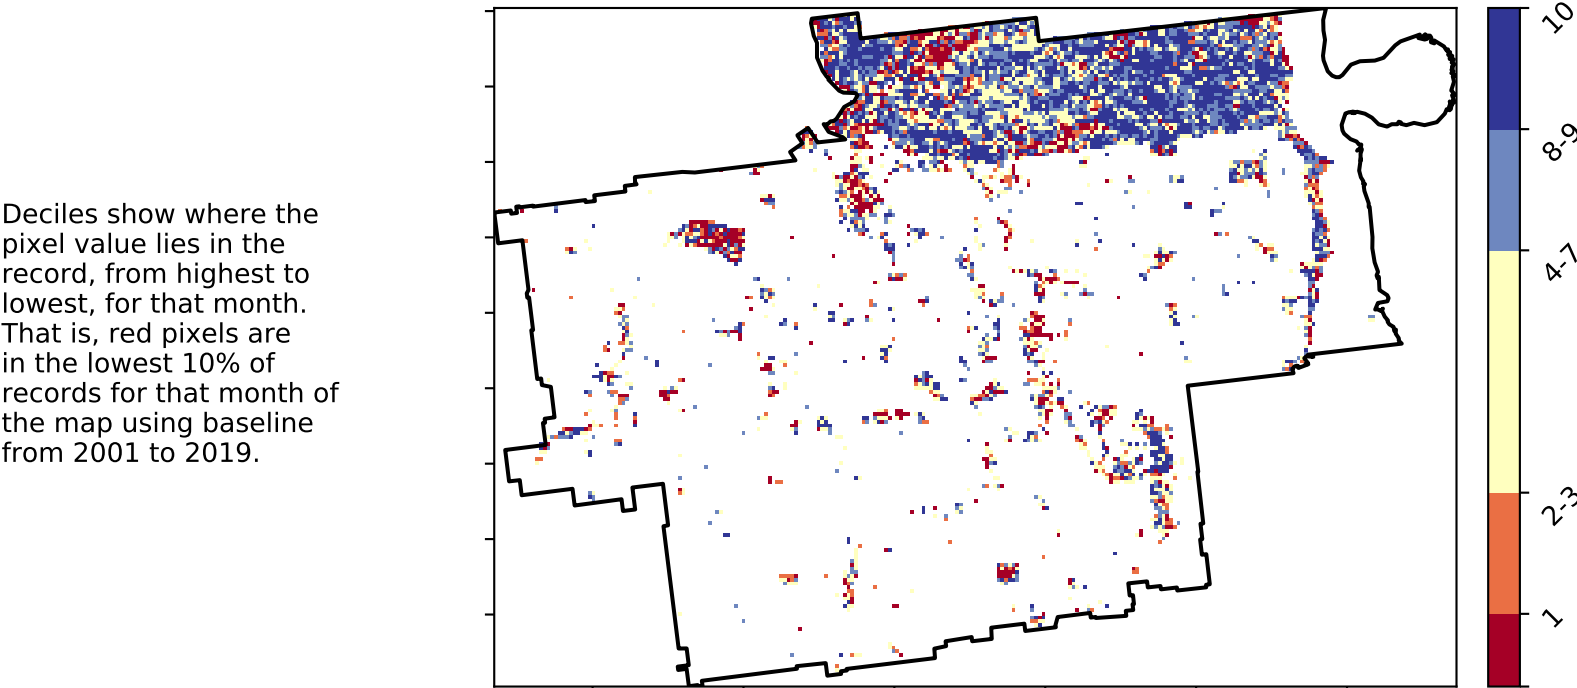 Deciles show where the
pixel value lies in the
record, from highest to
lowest, for that month.
That is, red pixels are
in the lowest 10% of
records for that month of
the map using baseline
from 2001 to 2019.
10
8-9
4-7
2-3
1